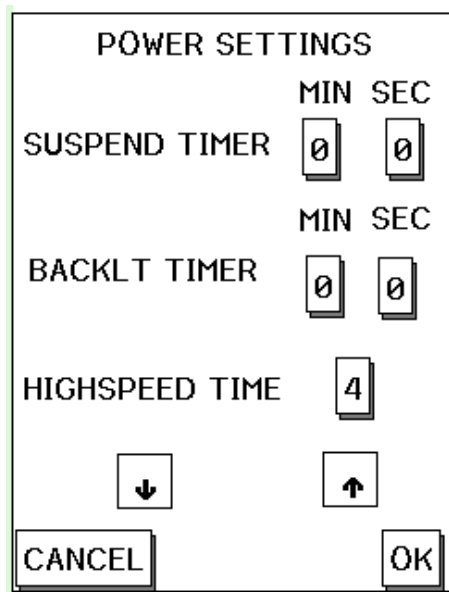 POWER SETTINGS
MIN SEC
SUSPEND TIMER 0 0
MIN SEC
BACKLT TIMER 0 0
HIGHSPEED TIME 4
↓ ↑
CANCEL OK